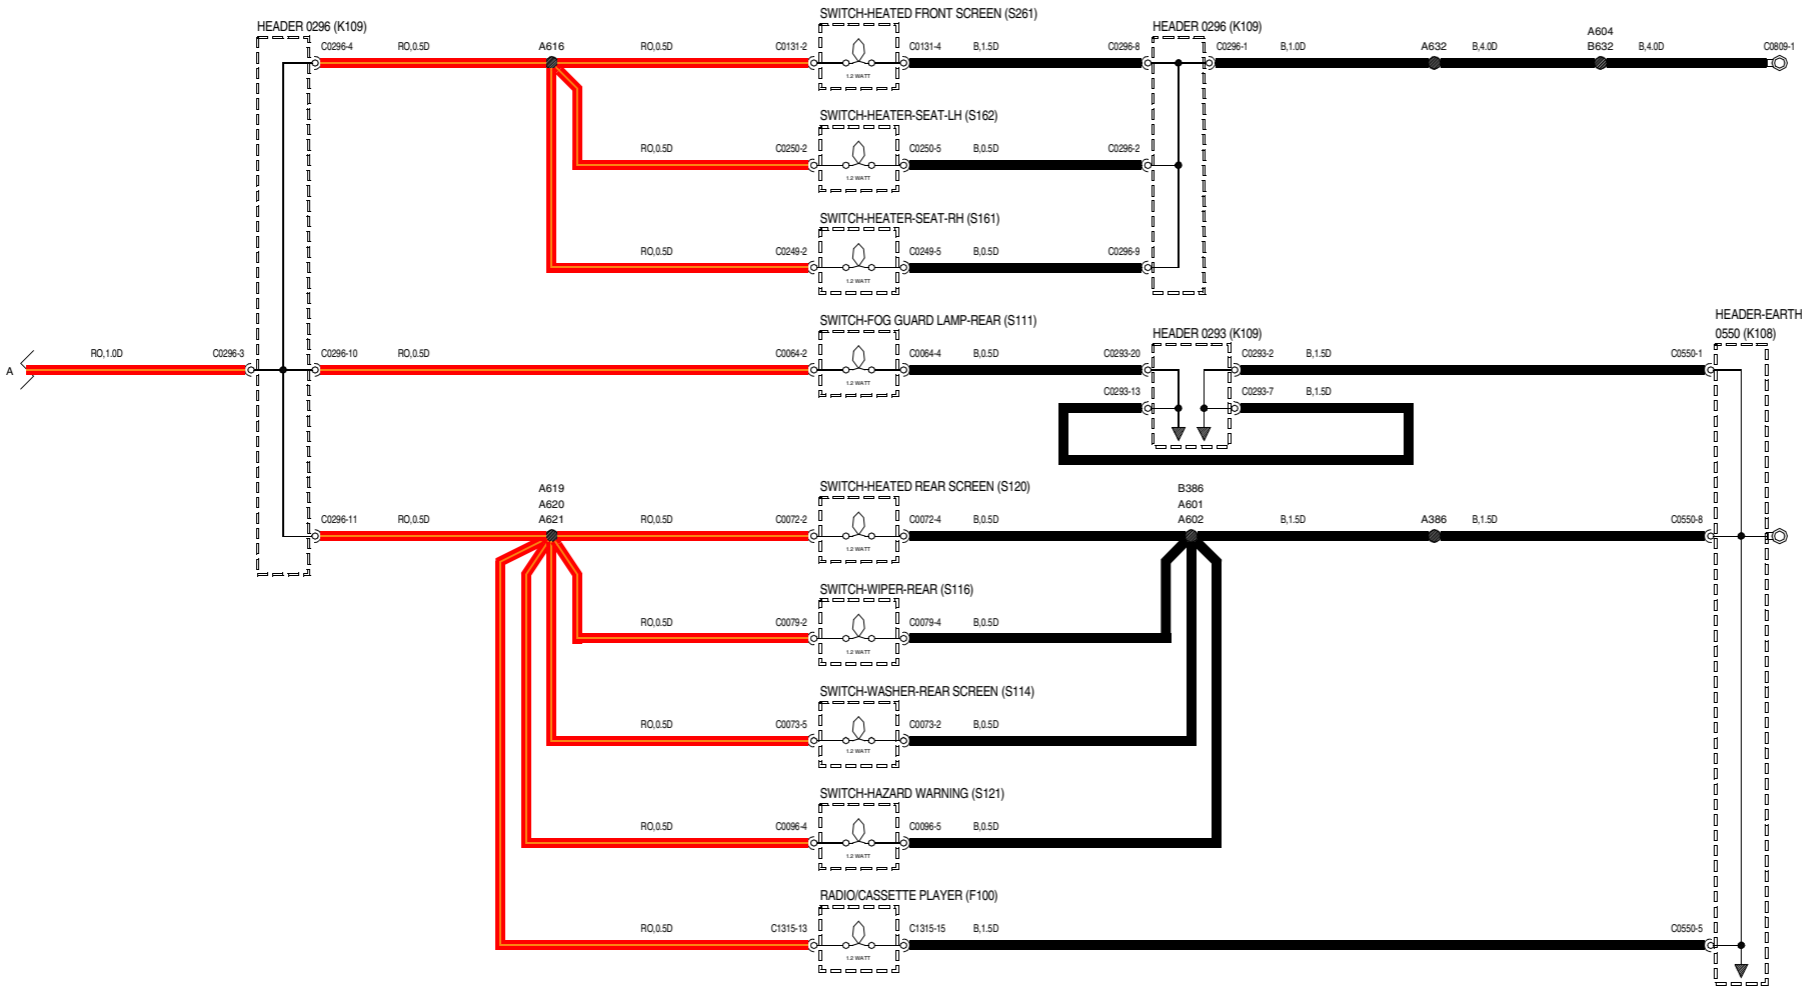 SWITCH-HEATED FRONT SCREEN (S261)
HEADER 0296 (K109)
HEADER 0296 (K109)
A604
C0296-4 RO,0.5D A616 RO,0.5D C0131-2 C0131-4 B,1.5D C0296-8 C0296-1 B,1.0D A632 B,4.0D B632 B,4.0D C0809-1
1.2 WATT
SWITCH-HEATER-SEAT-LH (S162)
RO,0.5D C0250-2 C0250-5 B,0.5D C0296-2
1.2 WATT
SWITCH-HEATER-SEAT-RH (S161)
RO,0.5D C0249-2 C0249-5 B,0.5D C0296-9
1.2 WATT
HEADER-EARTH
SWITCH-FOG GUARD LAMP-REAR (S111) HEADER 0293 (K109) 0550 (K108)
RO,1.0D C0296-3 C0296-10 RO,0.5D C0064-2 C0064-4 B,0.5D C0293-20 C0293-2 B,1.5D C0550-1
A
1.2 WATT
C0293-13 C0293-7 B,1.5D
SWITCH-HEATED REAR SCREEN (S120)
A619 B386
A620 A601
C0296-11 RO,0.5D A621 RO,0.5D C0072-2 C0072-4 B,0.5D A602 B,1.5D A386 B,1.5D C0550-8
1.2 WATT
SWITCH-WIPER-REAR (S116)
RO,0.5D C0079-2 C0079-4 B,0.5D
1.2 WATT
SWITCH-WASHER-REAR SCREEN (S114)
RO,0.5D C0073-5 C0073-2 B,0.5D
1.2 WATT
SWITCH-HAZARD WARNING (S121)
RO,0.5D C0096-4 C0096-5 B,0.5D
1.2 WATT
RADIO/CASSETTE PLAYER (F100)
RO,0.5D C1315-13 C1315-15 B,1.5D C0550-5
1.2 WATT